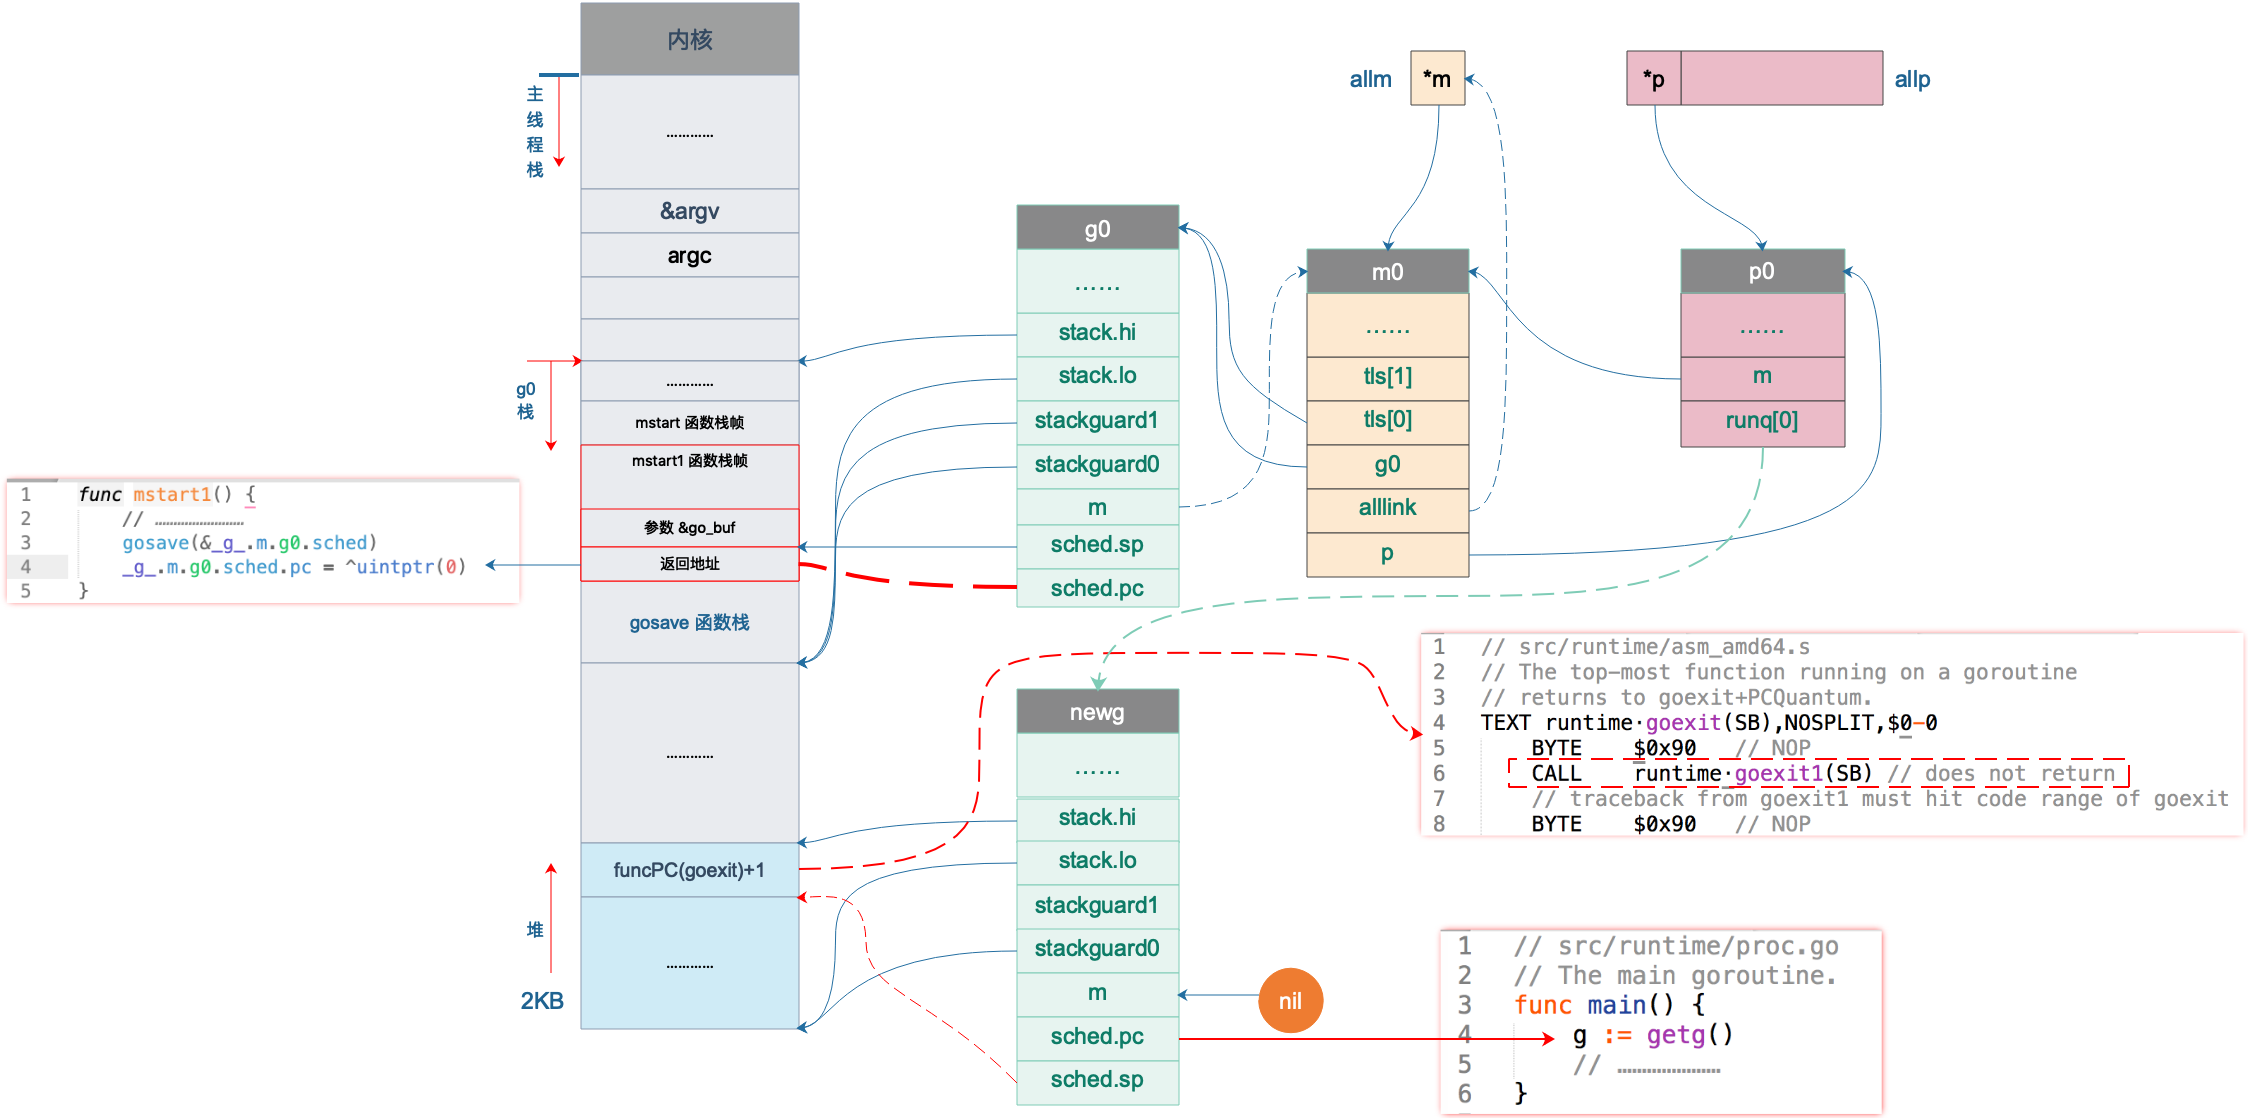 内核
主
线
程
栈
…………
&argv
argc
g0
栈
…………
mstart 函数栈帧
mstart1 函数栈帧
参数 &go_buf
返回地址
gosave 函数栈
…………
funcPC(goexit)+1
堆
…………
2KB
1 func mstart1() {
2 // ……………………
3 gosave(&_g_.m.g0.sched)
4 _g_.m.g0.sched.pc = ^uintptr(0)
5 }
g0
……
stack.hi
stack.lo
stackguard1
stackguard0
m
sched.sp
sched.pc
allm
*m
m0
……
tls[1]
tls[0]
g0
alllink
p
*p
allp
p0
……
m
runq[0]
newg
……
stack.hi
stack.lo
stackguard1
stackguard0
m
sched.pc
sched.sp
nil
1 // src/runtime/asm_amd64.s
2 // The top-most function running on a goroutine
3 // returns to goexit+PCQuantum.
4 TEXT runtime·goexit(SB),NOSPLIT,$0-0
5 BYTE $0x90 // NOP
6 CALL runtime·goexit1(SB) // does not return
7 // traceback from goexit1 must hit code range of goexit
8 BYTE $0x90 // NOP
1 // src/runtime/proc.go
2 // The main goroutine.
3 func main() {
4 g := getg()
5 // …………………
6 }